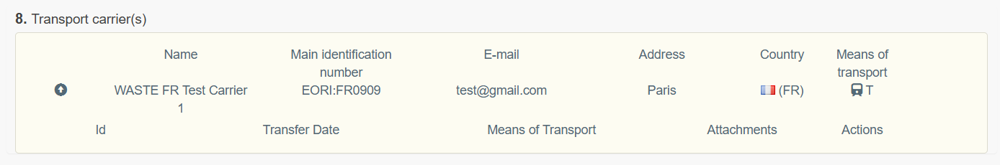 8. Transport carrier(s)
Name Main identification number E-mail Address Country Means of transport
WASTE FR Test Carrier 1 EORI:FR0909 test@gmail.com Paris (FR) T
Id Transfer Date Means of Transport Attachments Actions